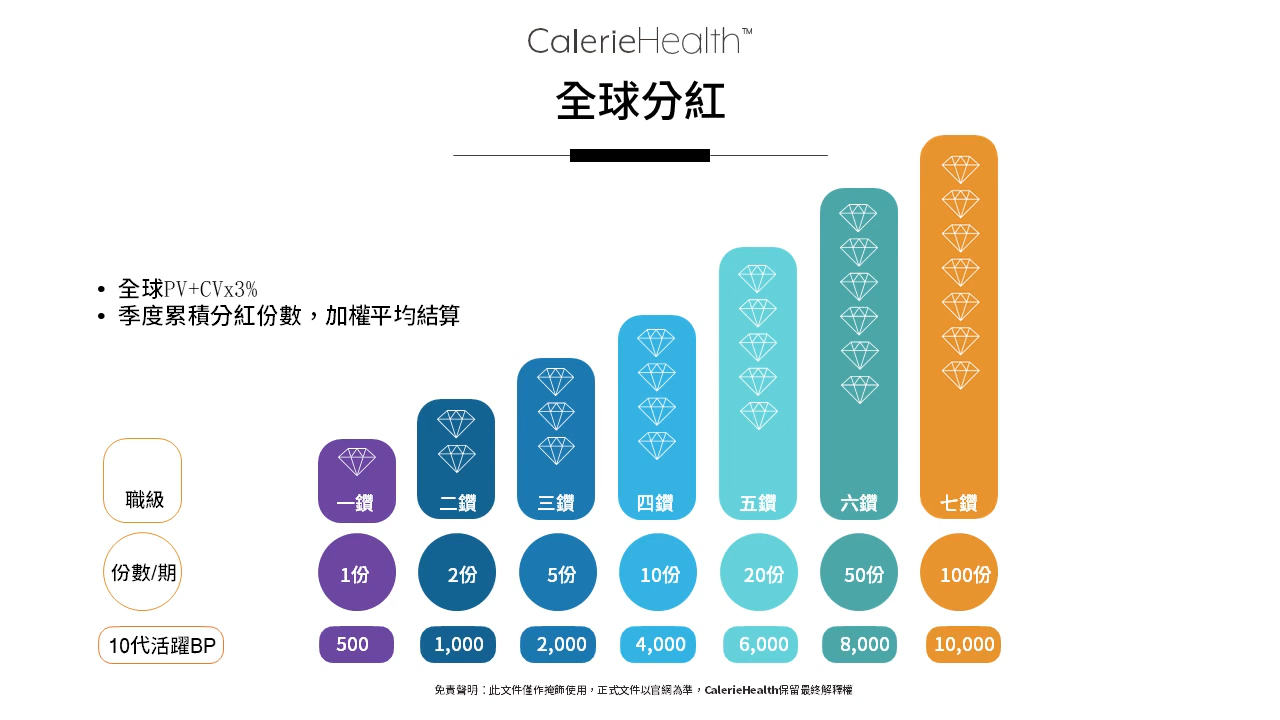 CalerieHealth™
全球分紅
• 全球PV+CVx3%
• 季度累積分紅份數，加權平均結算
職級 一鑽 二鑽 三鑽 四鑽 五鑽 六鑽 七鑽
份數/期 1份 2份 5份 10份 20份 50份 100份
10代活躍BP 500 1,000 2,000 4,000 6,000 8,000 10,000
免責聲明：此文件僅作掩飾使用，正式文件以官網為準，CalerieHealth保留最終解釋權